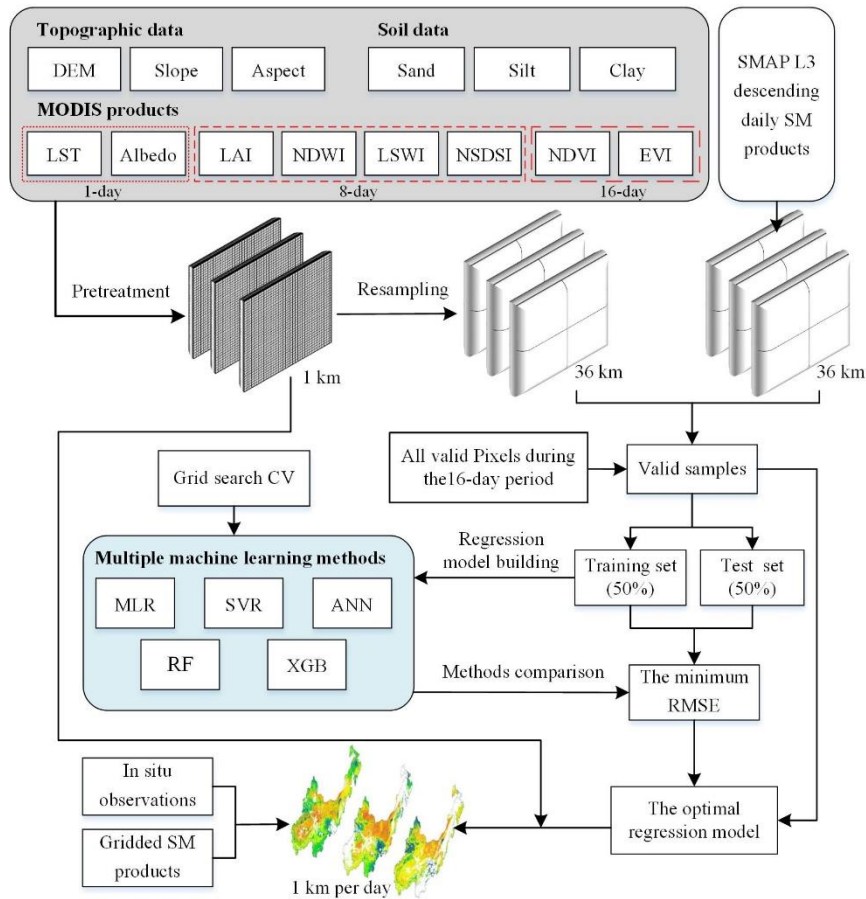 Topographic data
Soil data
DEM
Slope
Aspect
Sand
Silt
Clay
MODIS products
LST
Albedo
LAI
NDWI
LSWI
NSDSI
NDVI
EVI
1-day
8-day
16-day
SMAP L3
descending
daily SM
products
Pretreatment
Resampling
1 km
36 km
36 km
All valid Pixels during
the16-day period
Valid samples
Grid search CV
Multiple machine learning methods
MLR
SVR
ANN
RF
XGB
Regression
model building
Training set
(50%)
Test set
(50%)
Methods comparison
The minimum
RMSE
In situ
observations
Gridded SM
products
1 km per day
The optimal
regression model